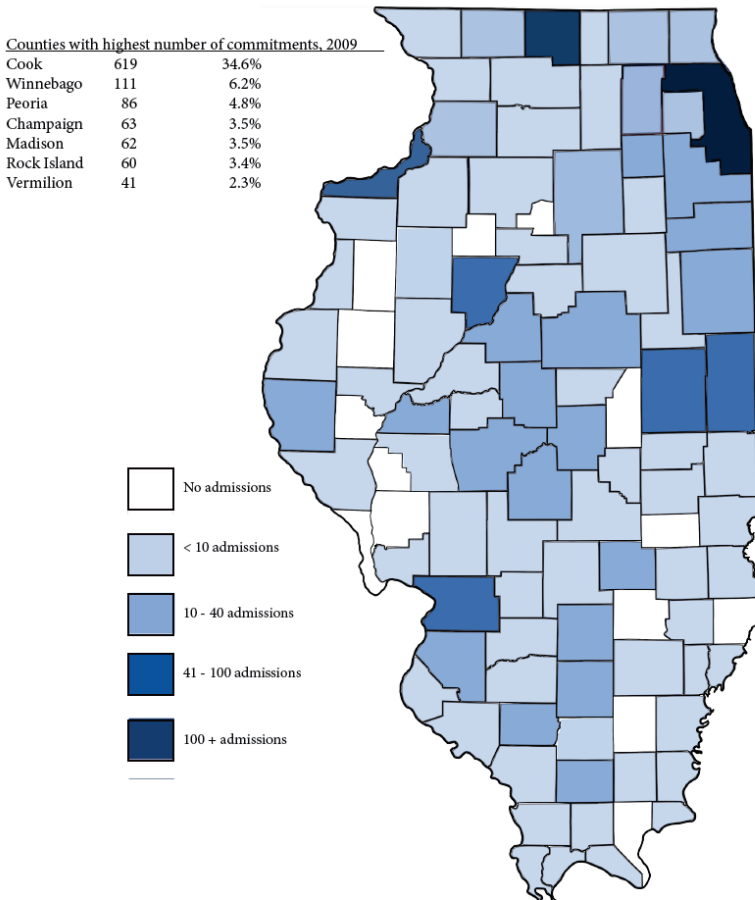 Counties with highest number of commitments, 2009
Cook 619 34.6%
Winnebago 111 6.2%
Peoria 86 4.8%
Champaign 63 3.5%
Madison 62 3.5%
Rock Island 60 3.4%
Vermilion 41 2.3%
No admissions
< 10 admissions
10 - 40 admissions
41 - 100 admissions
100 + admissions